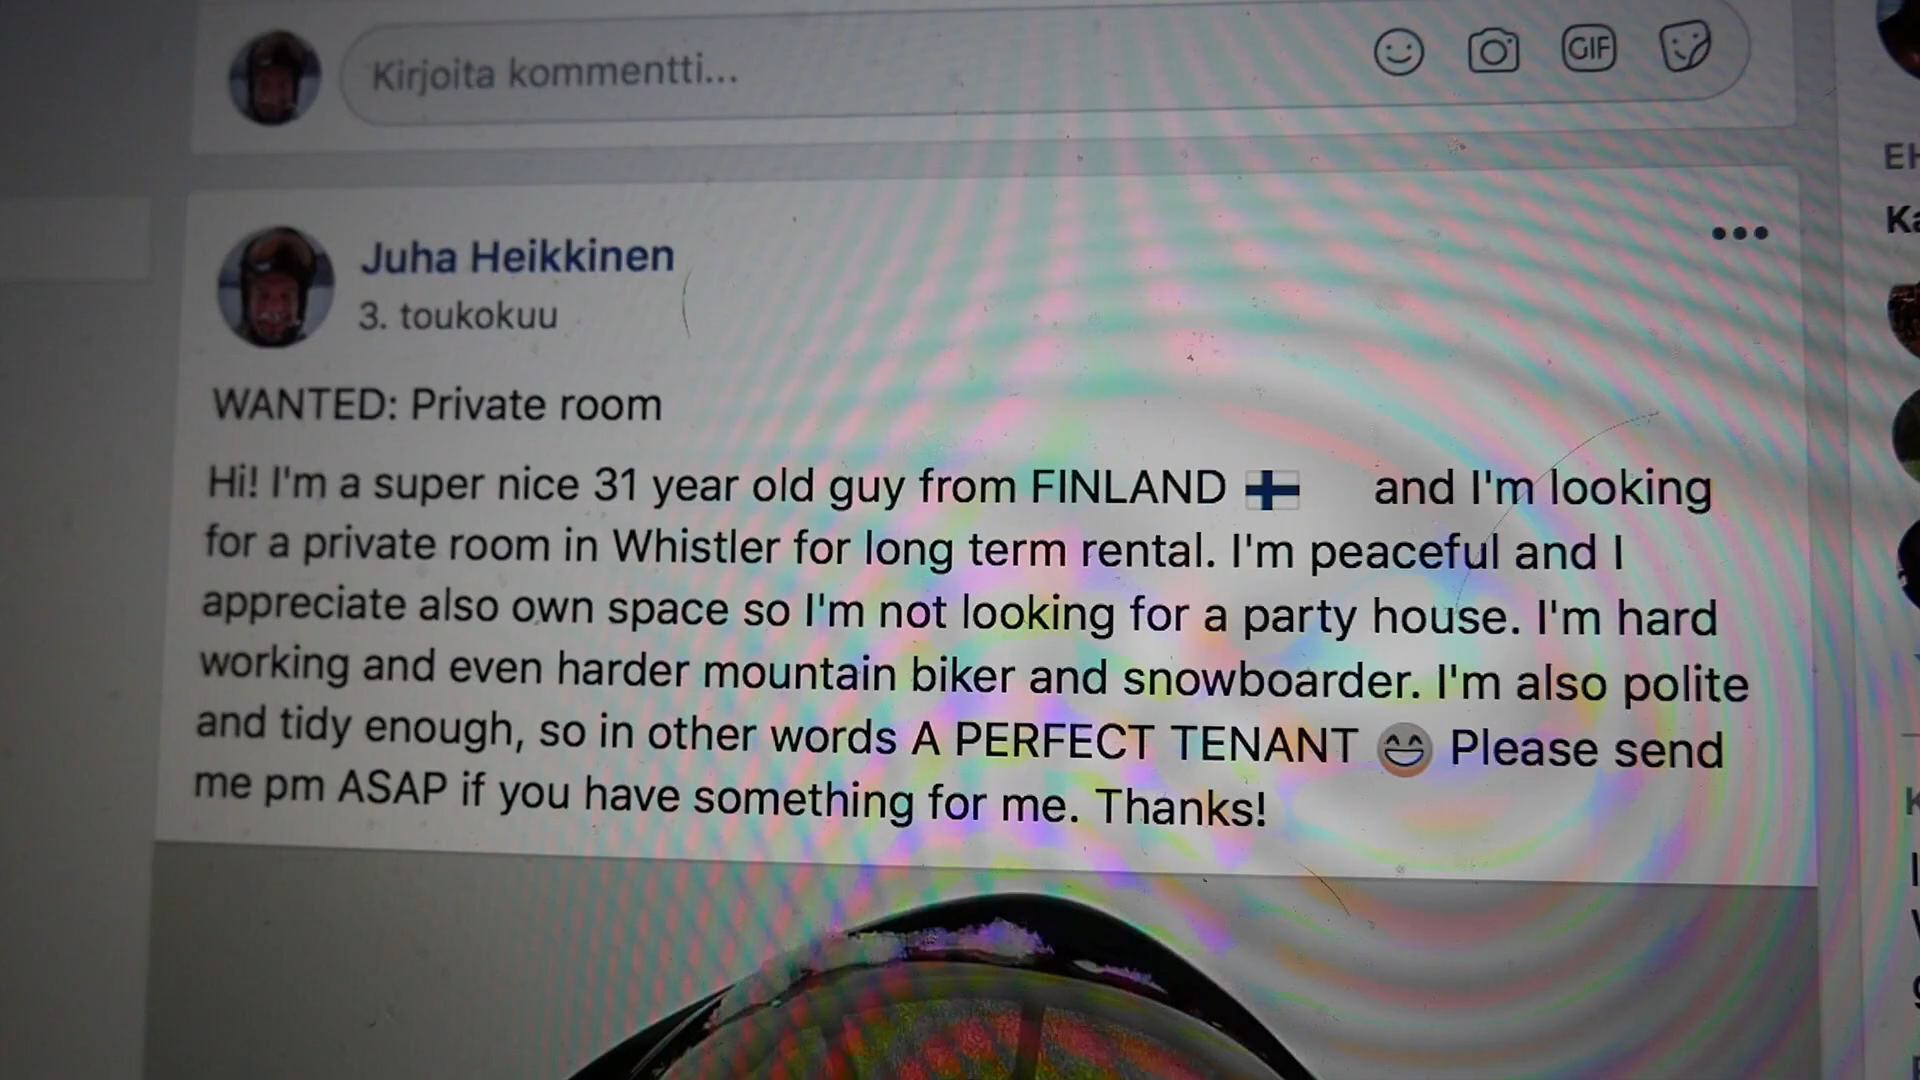 Kirjoita kommentti...
GIF
Juha Heikkinen
3. toukokuu
WANTED: Private room
Hi! I'm a super nice 31 year old guy from FINLAND 🇫🇮 and I'm looking
for a private room in Whistler for long term rental. I'm peaceful and I
appreciate also own space so I'm not looking for a party house. I'm hard
working and even harder mountain biker and snowboarder. I'm also polite
and tidy enough, so in other words A PERFECT TENANT 😄 Please send
me pm ASAP if you have something for me. Thanks!